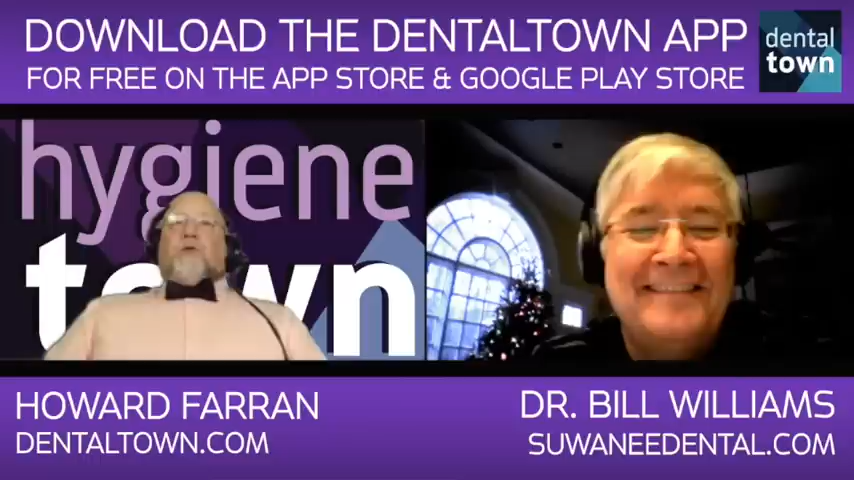 DOWNLOAD THE DENTALTOWN APP
FOR FREE ON THE APP STORE & GOOGLE PLAY STORE
dental
town
hygiene
town
HOWARD FARRAN
DENTALTOWN.COM
DR. BILL WILLIAMS
SUWANEEDENTAL.COM